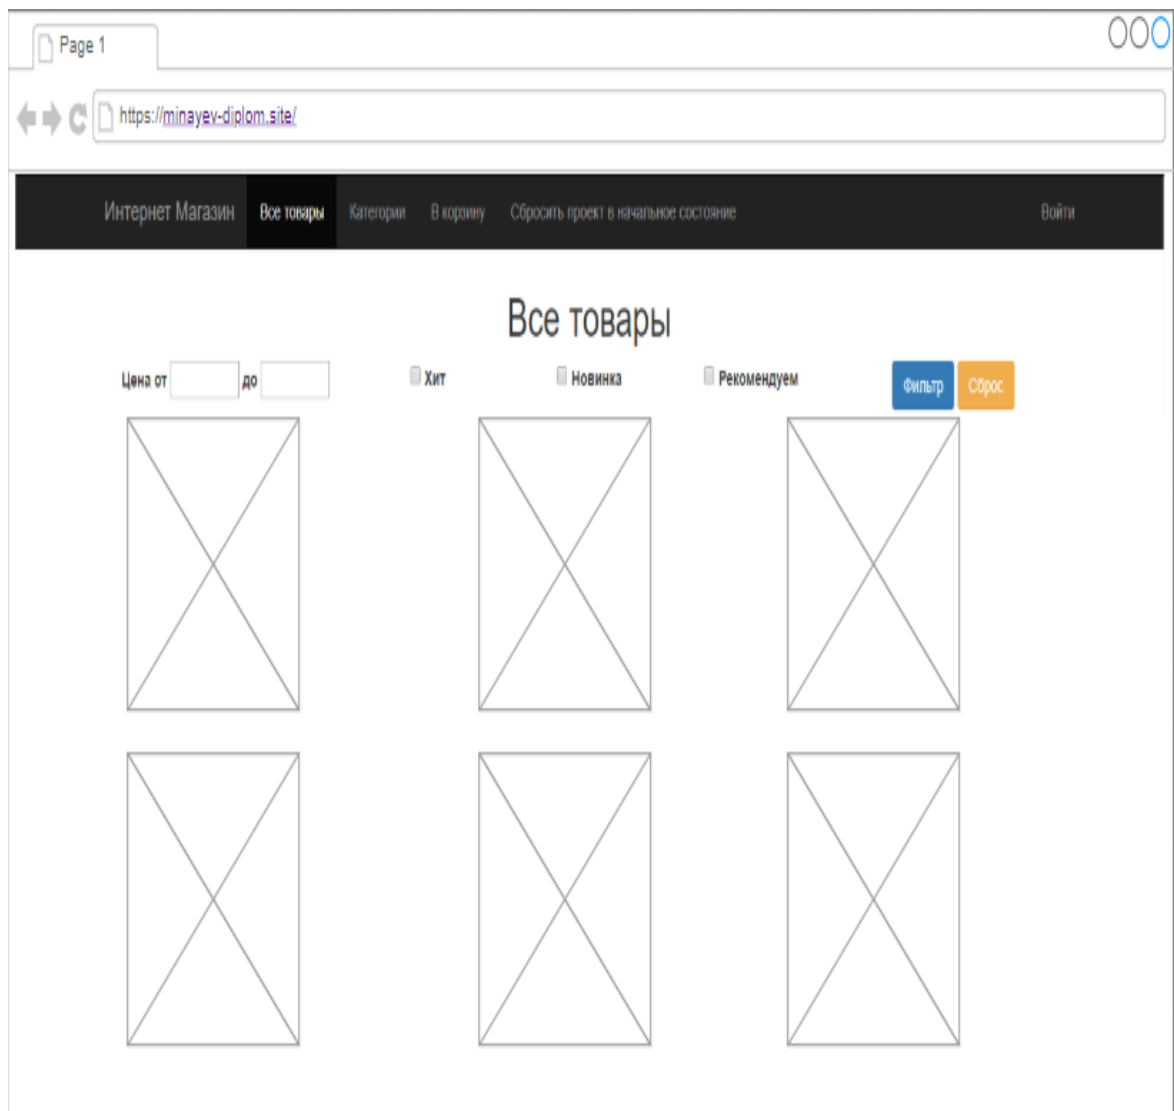 Page 1
https://minayev-diplom.site/
Интернет Магазин Все товары Категории В корзину Сбросить проект в начальное состояние Войти
Все товары
Цена от до Хит Новинка Рекомендуем Фильтр Сброс